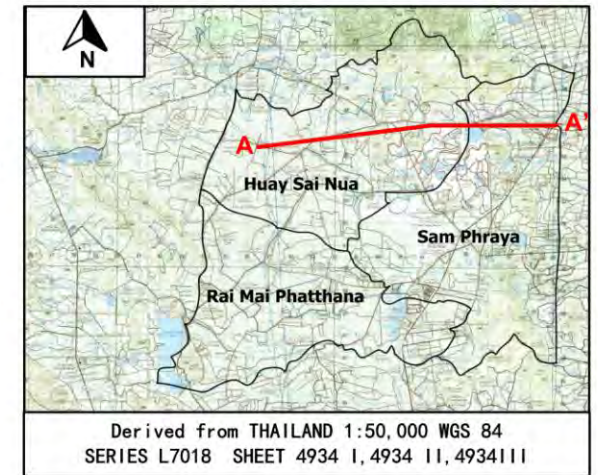 N
A
A'
Huay Sai Nua
Sam Phraya
Rai Mai Phatthana
Derived from THAILAND 1:50,000 WGS 84
SERIES L7018 SHEET 4934 I,4934 II,4934III